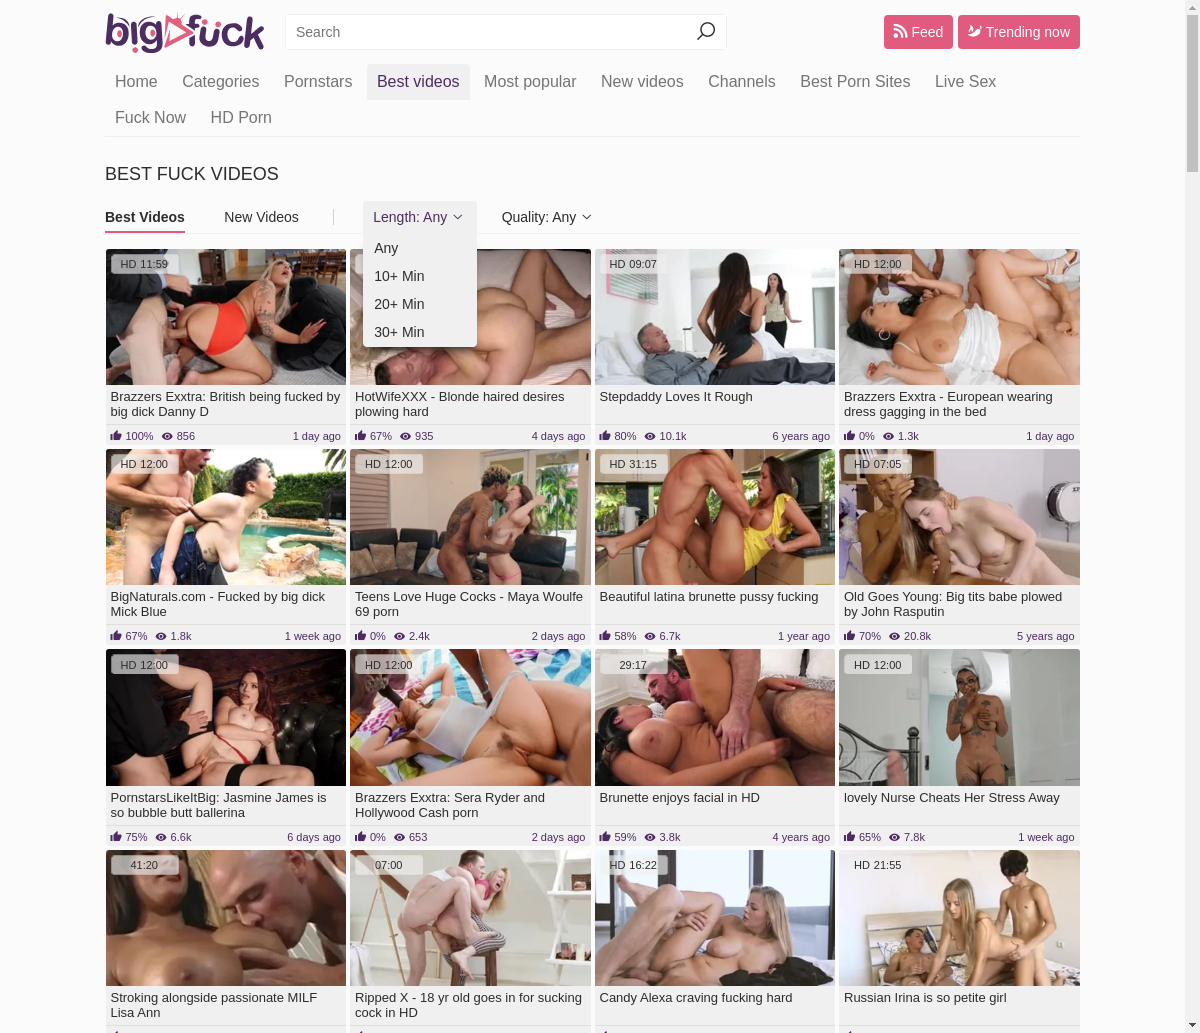 bigfuck
Search
Feed
Trending now
Home Categories Pornstars Best videos Most popular New videos Channels Best Porn Sites Live Sex
Fuck Now HD Porn
BEST FUCK VIDEOS
Best Videos New Videos Length: Any Quality: Any
Any
10+ Min
20+ Min
30+ Min
HD 11:59
HD 09:07
HD 12:00
Brazzers Exxtra: British being fucked by
big dick Danny D
100% 856 1 day ago
HotWifeXXX - Blonde haired desires
plowing hard
67% 935 4 days ago
Stepdaddy Loves It Rough
80% 10.1k 6 years ago
Brazzers Exxtra - European wearing
dress gagging in the bed
0% 1.3k 1 day ago
HD 12:00
HD 12:00
HD 31:15
HD 07:05
BigNaturals.com - Fucked by big dick
Mick Blue
67% 1.8k 1 week ago
Teens Love Huge Cocks - Maya Woulfe
69 porn
0% 2.4k 2 days ago
Beautiful latina brunette pussy fucking
58% 6.7k 1 year ago
Old Goes Young: Big tits babe plowed
by John Rasputin
70% 20.8k 5 years ago
HD 12:00
HD 12:00
29:17
HD 12:00
PornstarsLikeItBig: Jasmine James is
so bubble butt ballerina
75% 6.6k 6 days ago
Brazzers Exxtra: Sera Ryder and
Hollywood Cash porn
0% 653 2 days ago
Brunette enjoys facial in HD
59% 3.8k 4 years ago
lovely Nurse Cheats Her Stress Away
65% 7.8k 1 week ago
41:20
07:00
HD 16:22
HD 21:55
Stroking alongside passionate MILF
Lisa Ann
Ripped X - 18 yr old goes in for sucking
cock in HD
Candy Alexa craving fucking hard
Russian Irina is so petite girl